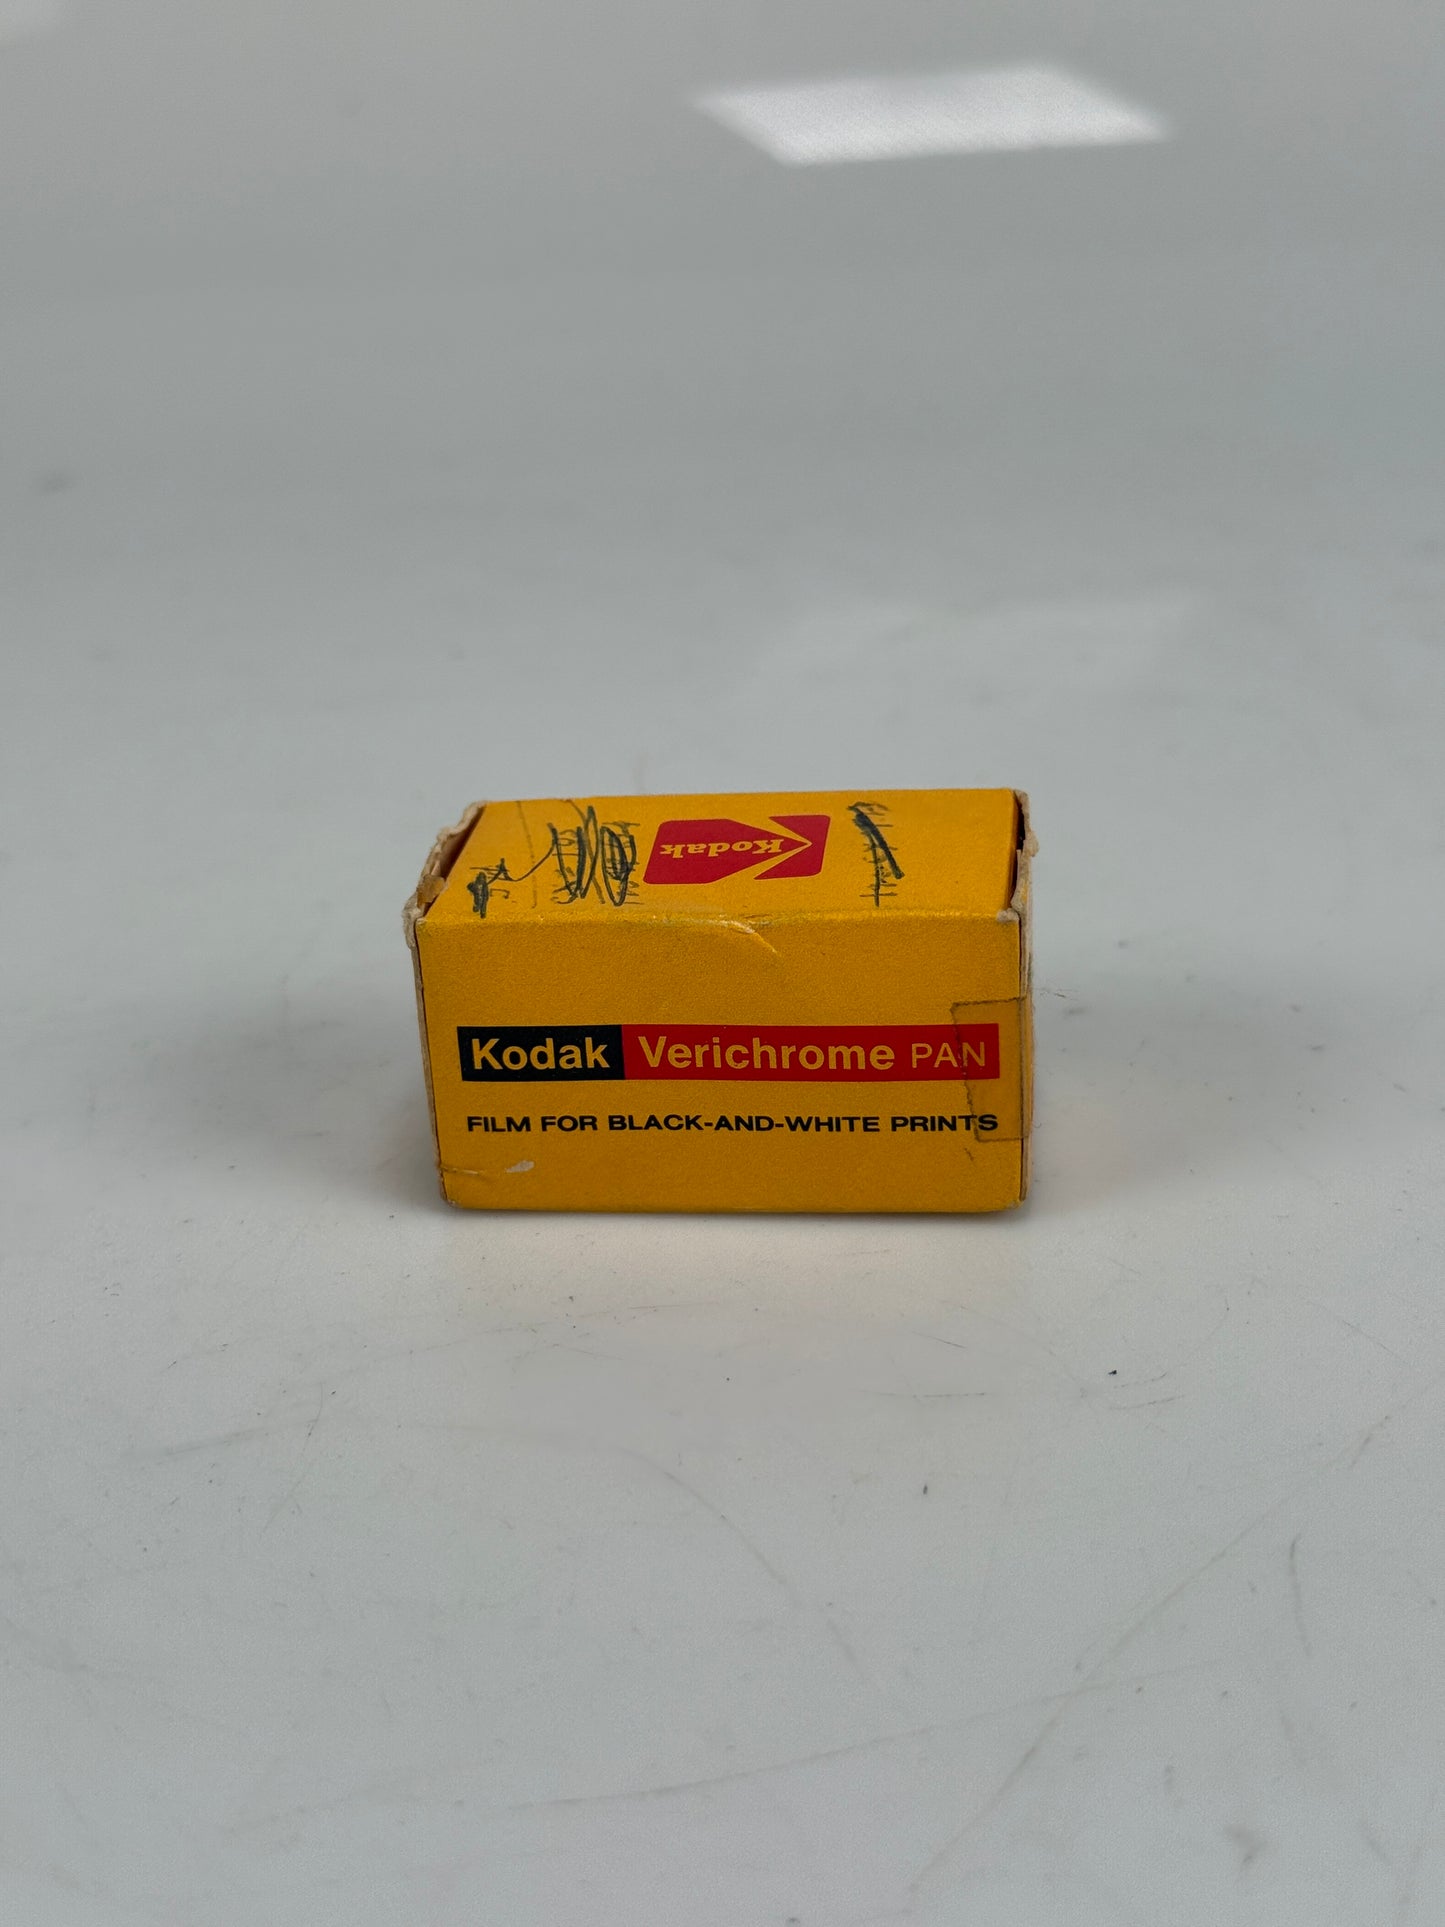 Kodak
Kodak Verichrome PAN
FILM FOR BLACK-AND-WHITE PRINTS